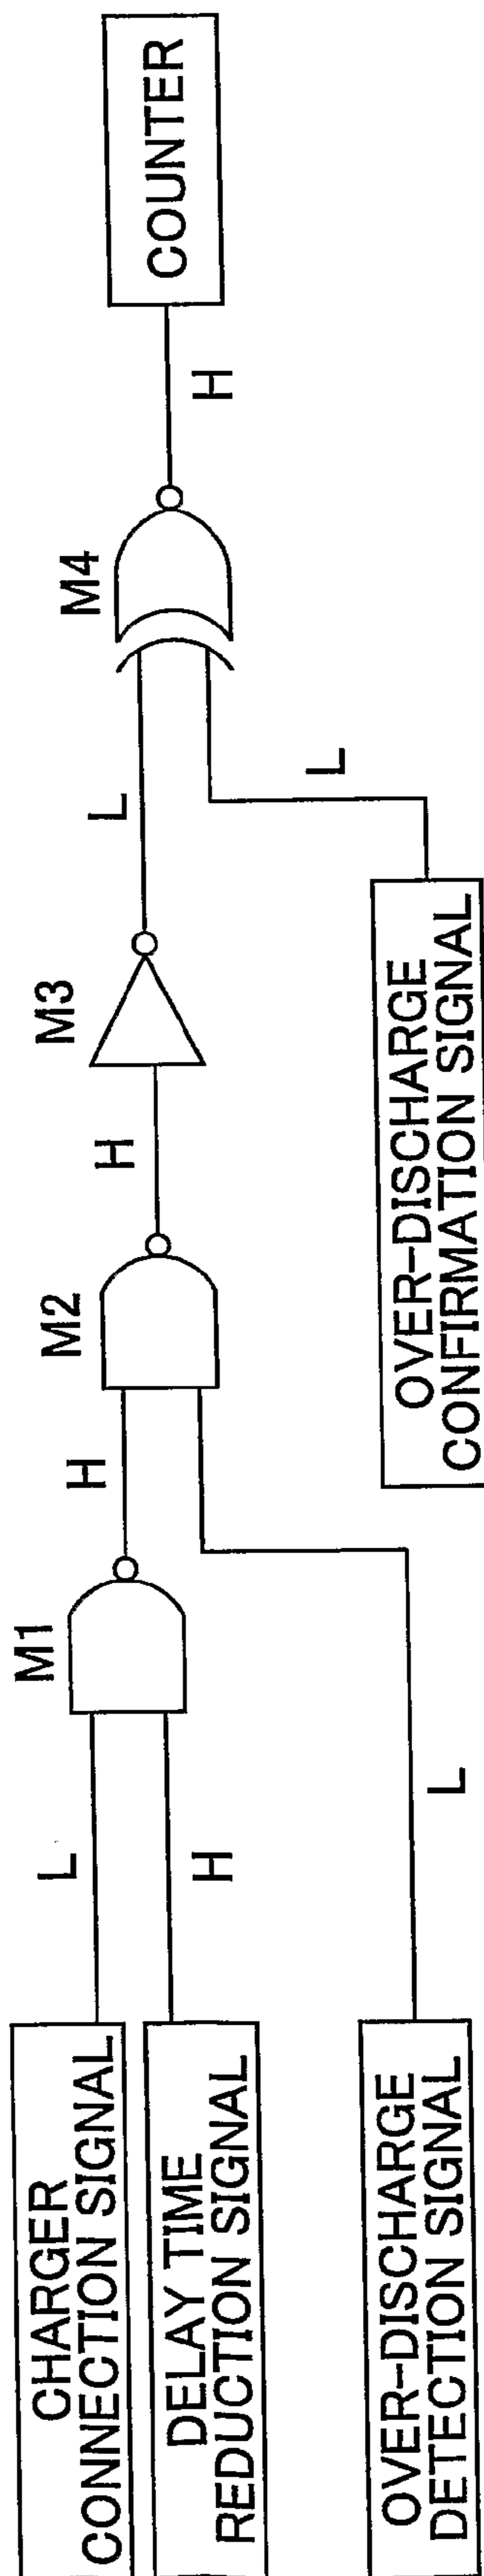 CHARGER
CONNECTION SIGNAL
L
DELAY TIME
REDUCTION SIGNAL
H
OVER-DISCHARGE
DETECTION SIGNAL
L
M1
H
M2
H
M3
L
OVER-DISCHARGE
CONFIRMATION SIGNAL
L
M4
H
COUNTER